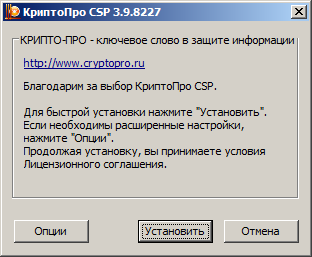 КриптоПро CSP 3.9.8227
КРИПТО-ПРО - ключевое слово в защите информации
http://www.cryptopro.ru
Благодарим за выбор КриптоПро CSP.
Для быстрой установки нажмите "Установить".
Если необходимы расширенные настройки,
нажмите "Опции".
Продолжая установку, вы принимаете условия
Лицензионного соглашения.
Опции
Установить
Отмена